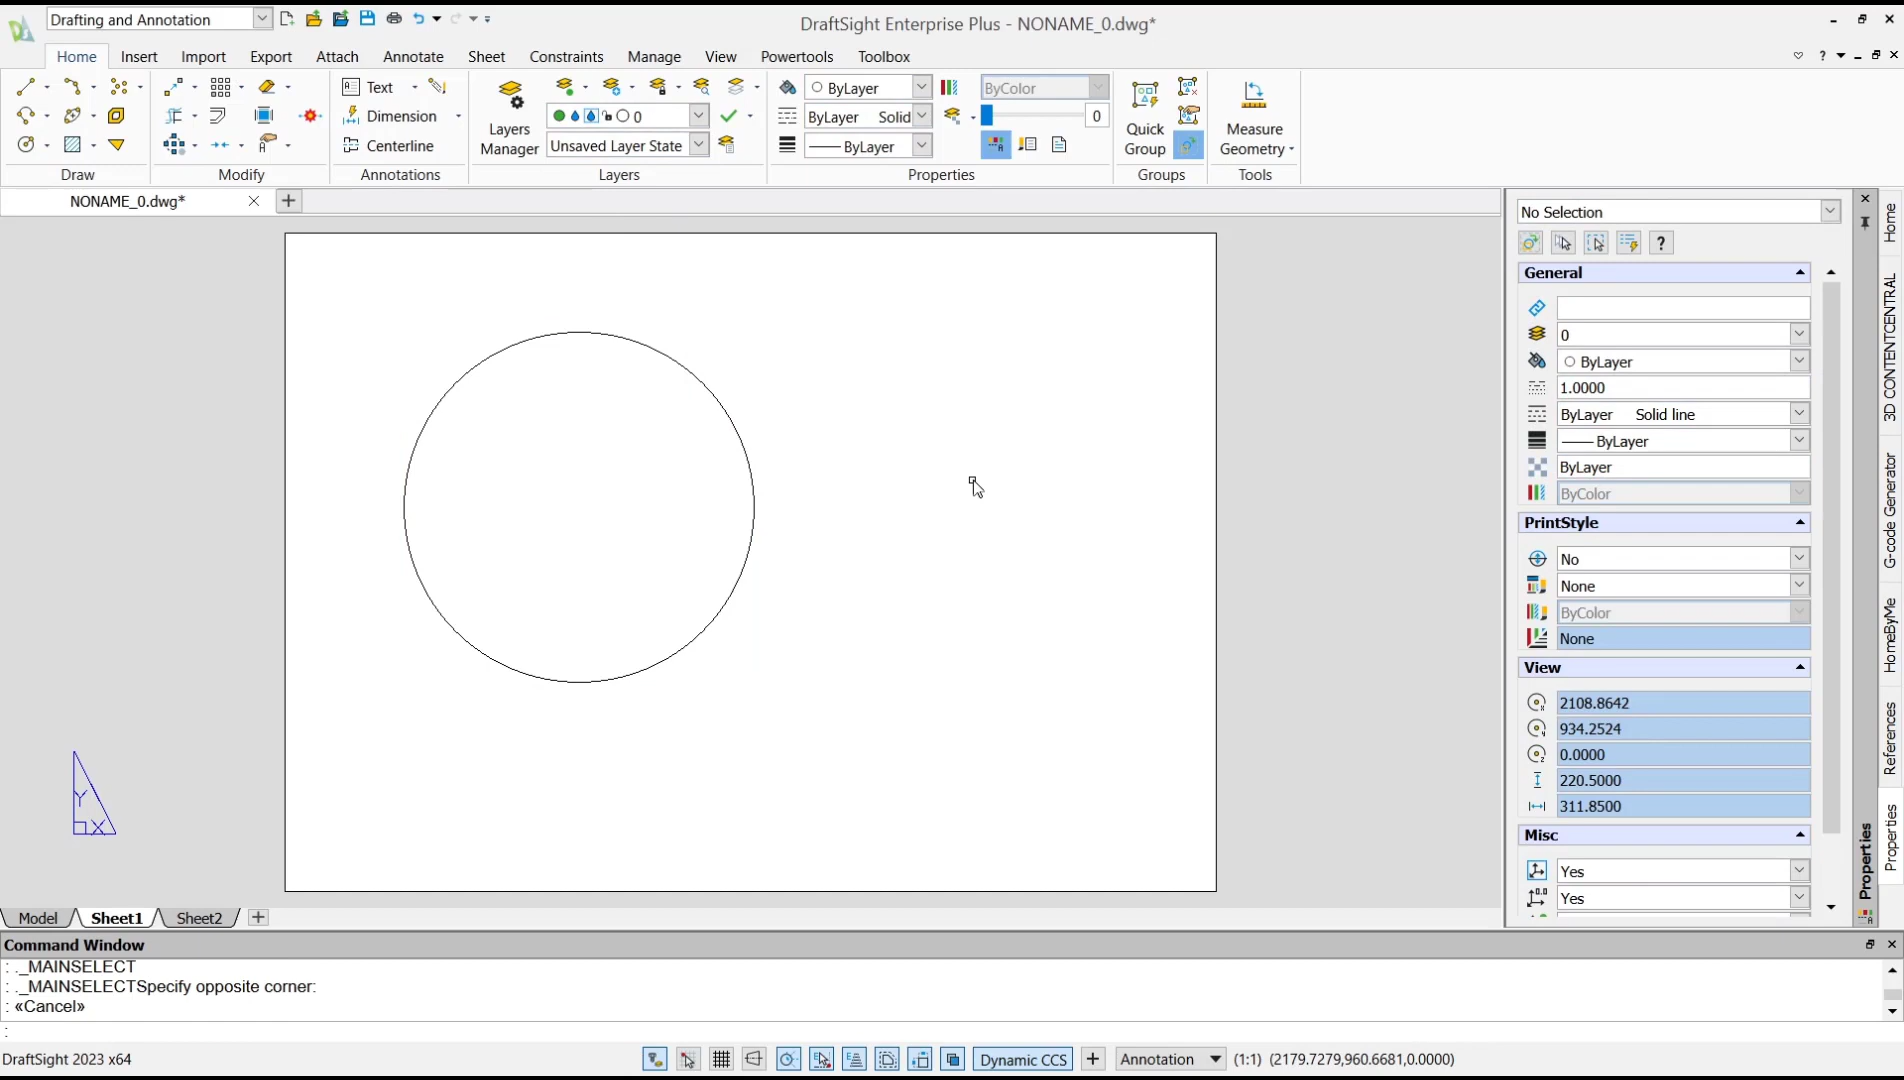 Drafting and Annotation
DraftSight Enterprise Plus - NONAME_0.dwg*
Home
Insert
Import
Export
Attach
Annotate
Sheet
Constraints
Manage
View
Powertools
Toolbox
?
Text
Dimension
Centerline
Layers
Manager
0
Unsaved Layer State
ByLayer
ByLayer Solid
ByLayer
ByColor
0
Quick
Group
Measure
Geometry
Draw
Modify
Annotations
Layers
Properties
Groups
Tools
NONAME_0.dwg*
No Selection
?
General
0
ByLayer
1.0000
ByLayer Solid line
ByLayer
ByLayer
ByColor
PrintStyle
No
None
ByColor
None
View
2108.8642
934.2524
0.0000
220.5000
311.8500
Misc
Yes
Yes
Properties
Home
3D CONTENTCENTRAL
G-code Generator
HomeByMe
References
Properties
Y
X
Model
Sheet1
Sheet2
Command Window
: ._MAINSELECT
: ._MAINSELECTSpecify opposite corner:
: «Cancel»
:
DraftSight 2023 x64
Dynamic CCS
Annotation
(1:1) (2179.7279,960.6681,0.0000)